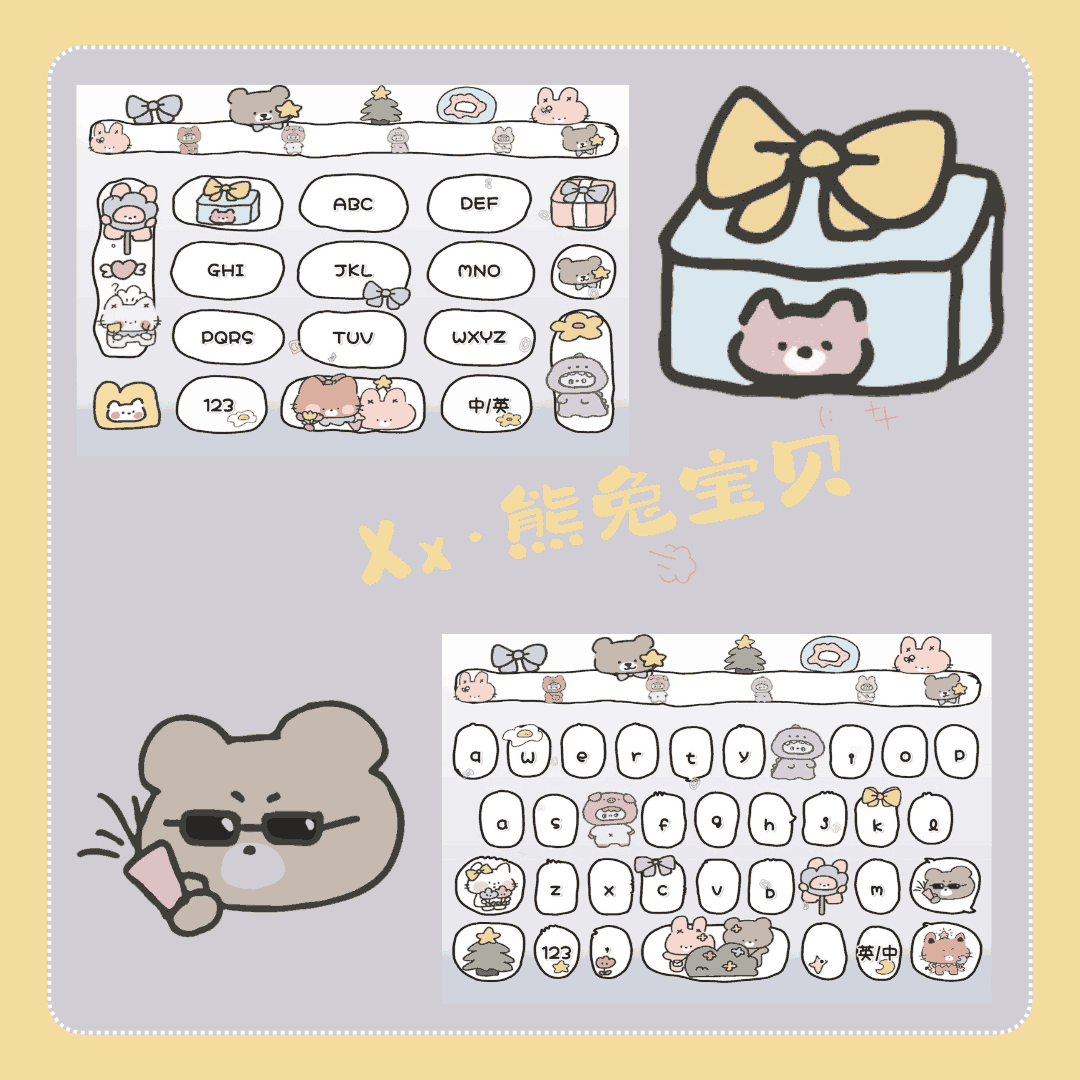 ABC DEF
GHI JKL MNO
PQRS TUV WXYZ
123 中/英
Xx·熊兔宝贝
q w e r t y i o p
a s f g h j k l
z x c v b m
123 , . 英/中